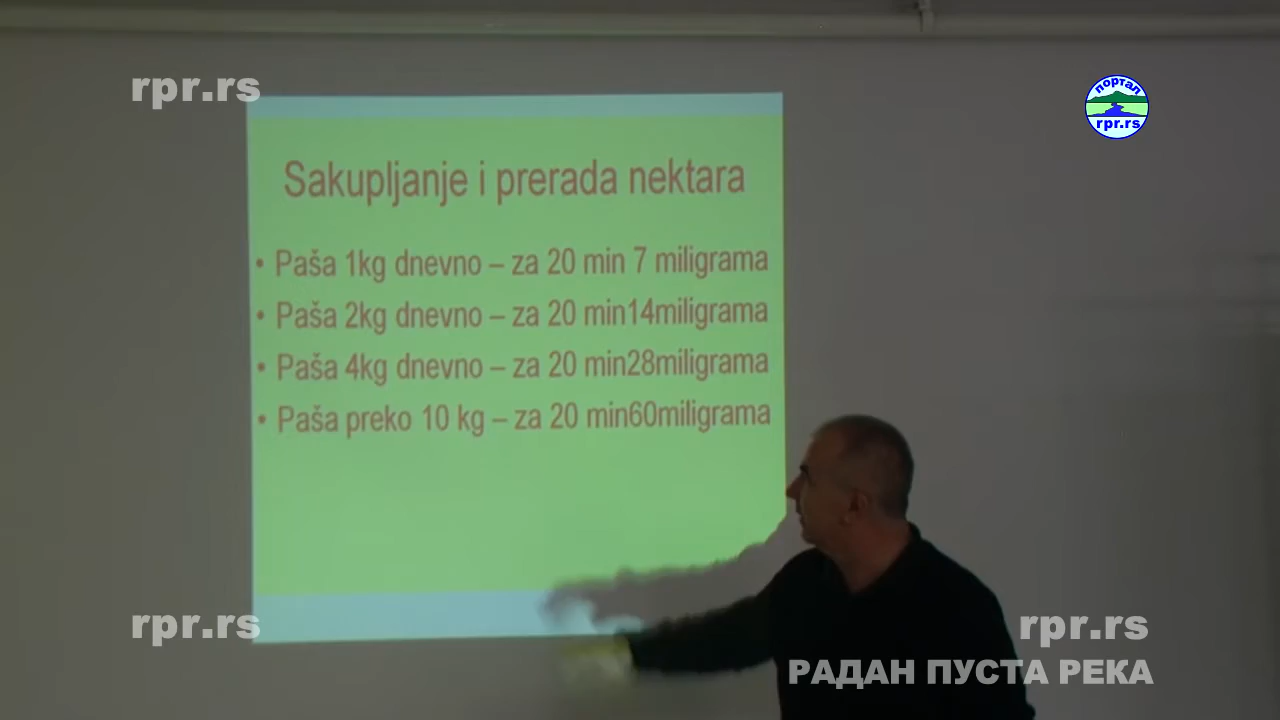 rpr.rs
портал
rpr.rs
Sakupljanje i prerada nektara
• Paša 1kg dnevno – za 20 min 7 miligrama
• Paša 2kg dnevno – za 20 min14miligrama
• Paša 4kg dnevno – za 20 min28miligrama
• Paša preko 10 kg – za 20 min60miligrama
rpr.rs
rpr.rs
РАДАН ПУСТА РЕКА